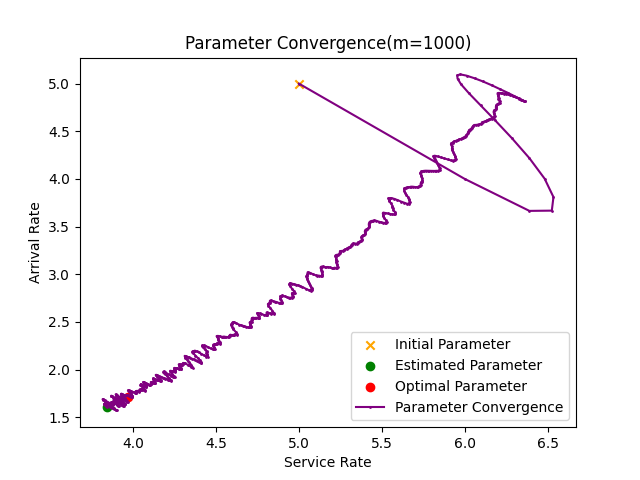 Parameter Convergence(m=1000)
5.0
4.5
4.0
3.5
3.0
2.5
2.0
1.5
Arrival Rate
Initial Parameter
Estimated Parameter
Optimal Parameter
Parameter Convergence
4.0 4.5 5.0 5.5 6.0 6.5
Service Rate